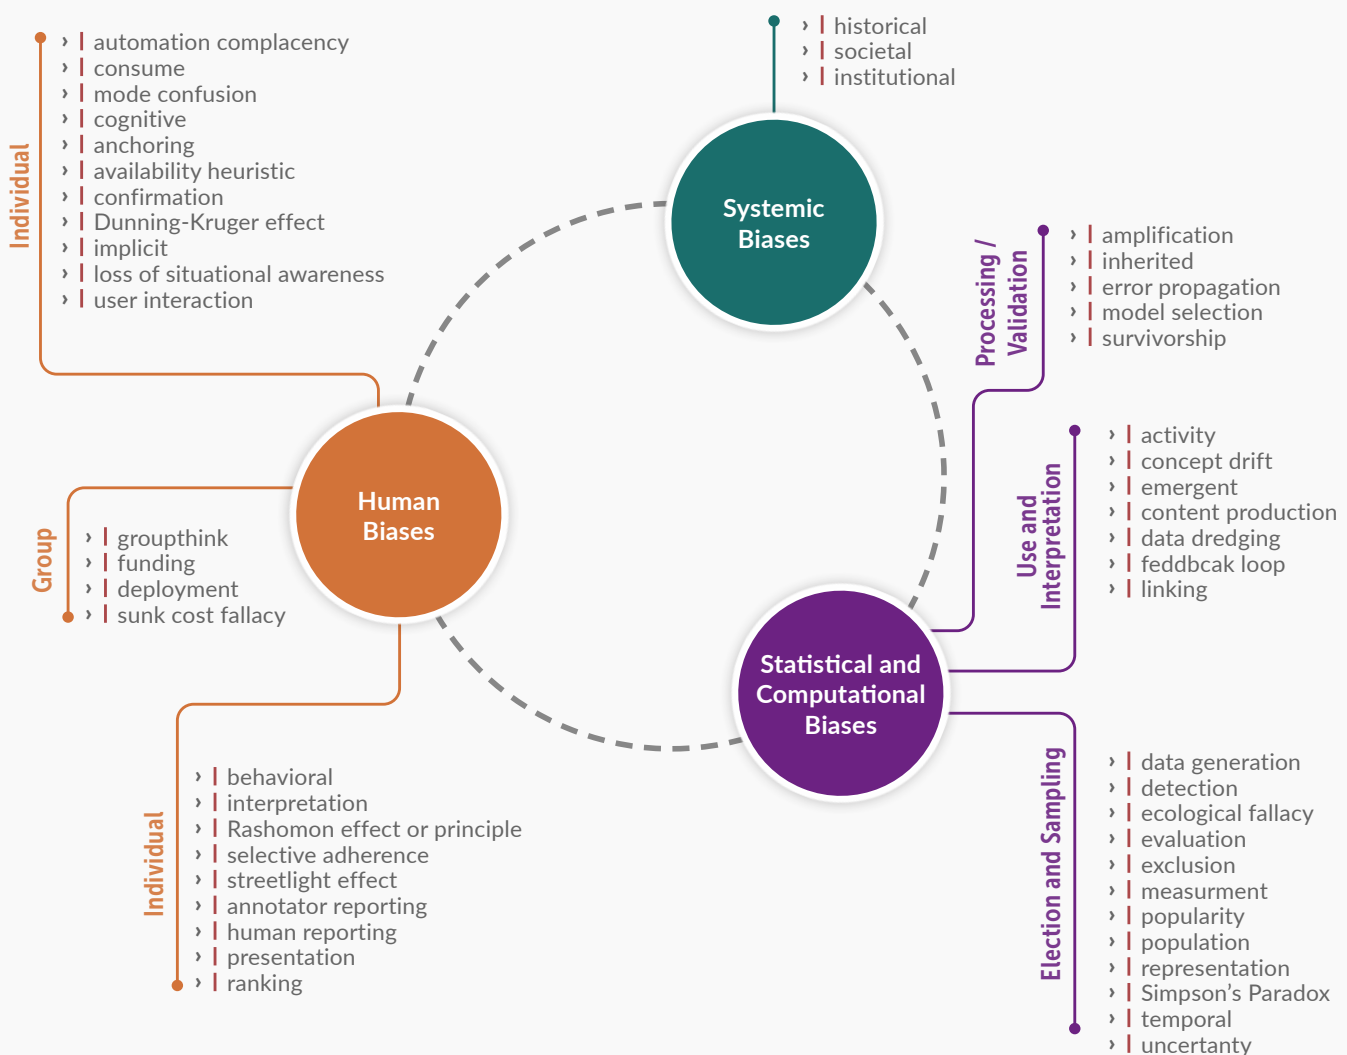 historical
societal
institutional
Systemic
Biases
Individual
automation complacency
consume
mode confusion
cognitive
anchoring
availability heuristic
confirmation
Dunning-Kruger effect
implicit
loss of situational awareness
user interaction
Human
Biases
Group
groupthink
funding
deployment
sunk cost fallacy
Individual
behavioral
interpretation
Rashomon effect or principle
selective adherence
streetlight effect
annotator reporting
human reporting
presentation
ranking
Statistical and
Computational
Biases
Processing /
Validation
amplification
inherited
error propagation
model selection
survivorship
Use and
Interpretation
activity
concept drift
emergent
content production
data dredging
feddbcak loop
linking
Election and Sampling
data generation
detection
ecological fallacy
evaluation
exclusion
measurment
popularity
population
representation
Simpson’s Paradox
temporal
uncertanty